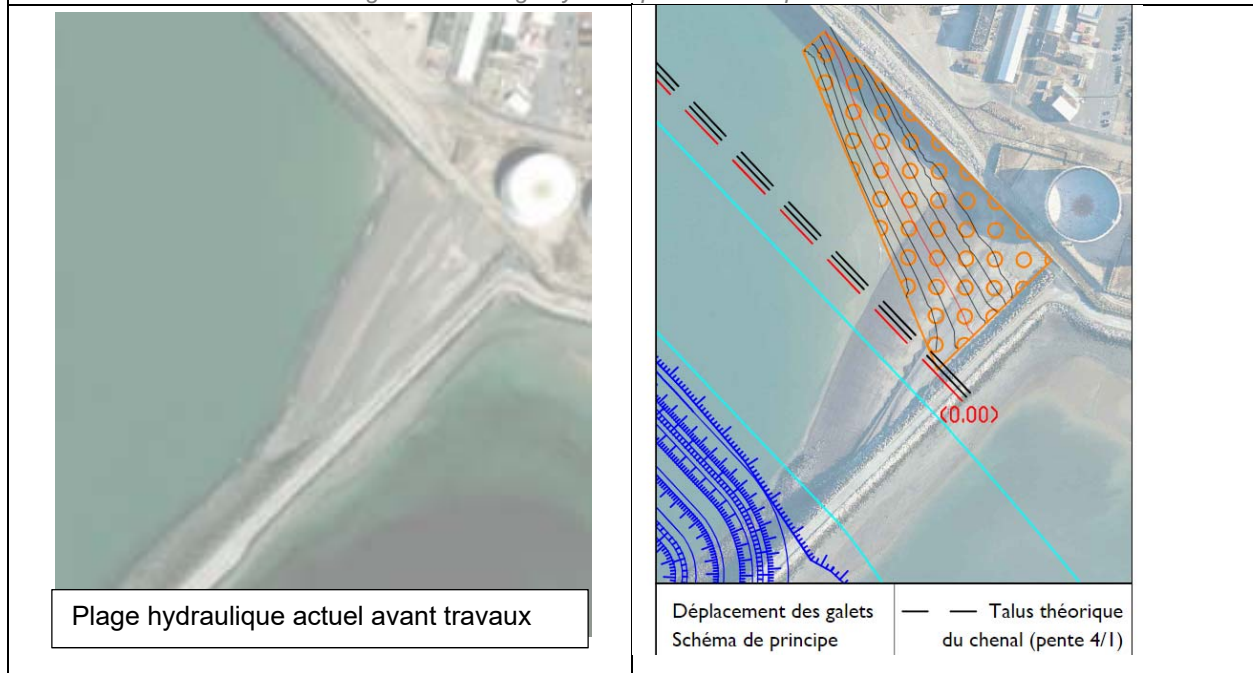 Plage hydraulique actuel avant travaux
(0.00)
Déplacement des galets
Schéma de principe
— — Talus théorique
du chenal (pente 4/1)